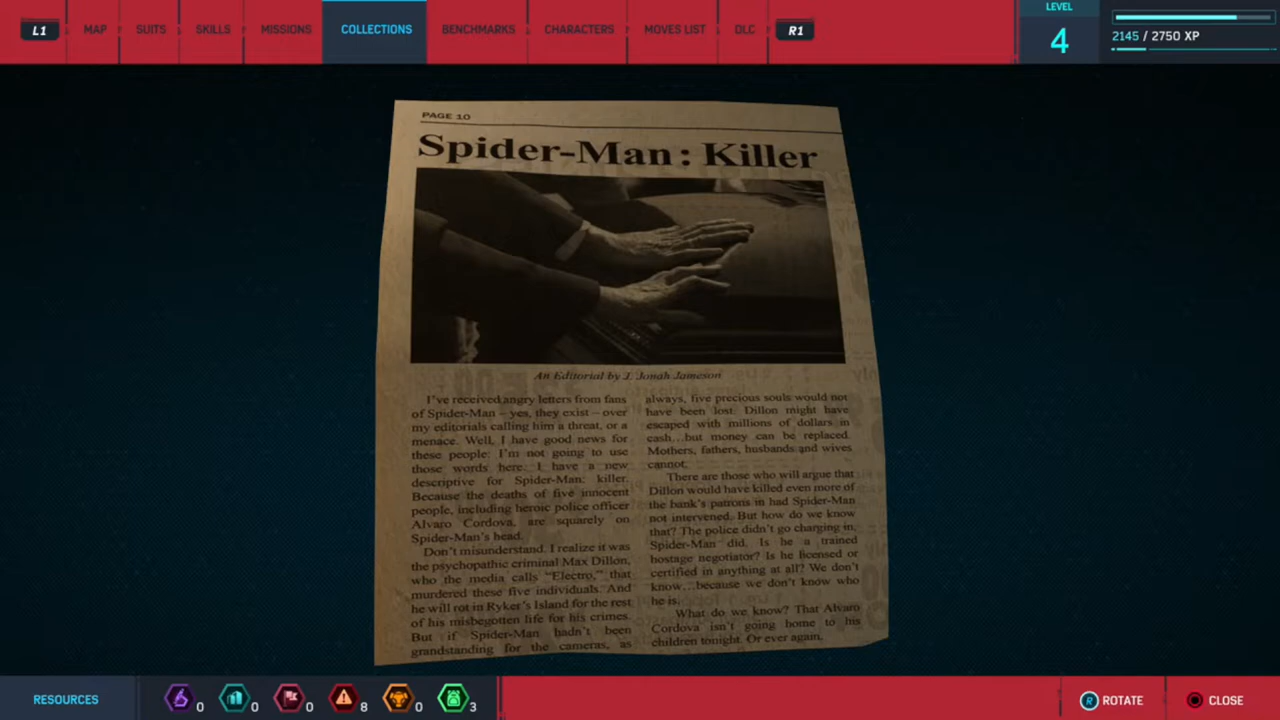 L1 MAP SUITS SKILLS MISSIONS COLLECTIONS BENCHMARKS CHARACTERS MOVES LIST DLC R1
LEVEL
4
2145 / 2750 XP
PAGE 10
Spider-Man: Killer
An Editorial by J. Jonah Jameson
I've received angry letters from fans
of Spider-Man – yes, they exist – over
my editorials calling him a threat, or a
menace. Well, I have good news for
these people: I'm not going to use
those words here. I have a new
descriptive for Spider-Man: killer.
Because the deaths of five innocent
people, including heroic police officer
Alvaro Cordova, are squarely on
Spider-Man's head.
Don't misunderstand. I realize it was
the psychopathic criminal Max Dillon,
who the media calls "Electro," that
murdered these five individuals. And
he will rot in Ryker's Island for the rest
of his misbegotten life for his crimes.
But if Spider-Man hadn't been
grandstanding for the cameras, as
always, five precious souls would not
have been lost. Dillon might have
escaped with millions of dollars in
cash...but money can be replaced.
Mothers, fathers, husbands and wives
cannot.
There are those who will argue that
Dillon would have killed even more of
the bank's patrons in had Spider-Man
not intervened. But how do we know
that? The police didn't go charging in.
Spider-Man did. Is he a trained
hostage negotiator? Is he licensed or
certified in anything at all? We don't
know...because we don't know who
he is.
What do we know? That Alvaro
Cordova isn't going home to his
children tonight. Or ever again.
RESOURCES 0 0 0 8 0 3
R ROTATE CLOSE